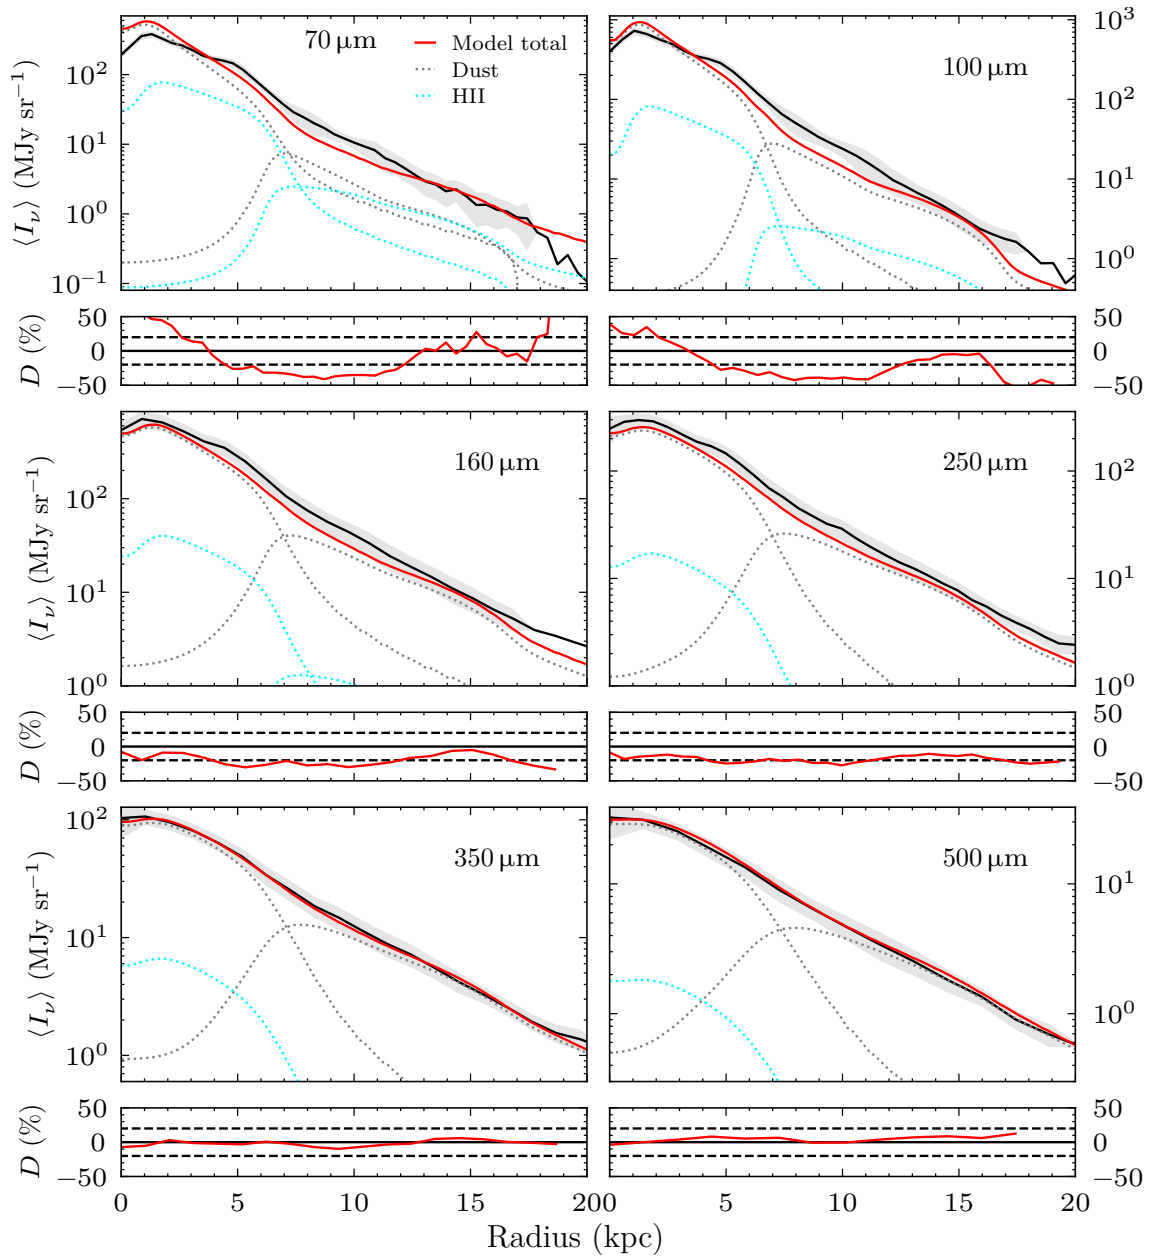 70 μm
Model total
Dust
HII
10²
10¹
10⁰
10⁻¹
⟨I_ν⟩ (MJy sr⁻¹)
100 μm
10³
10²
10¹
10⁰
50
0
−50
D (%)
50
0
−50
160 μm
10²
10¹
10⁰
⟨I_ν⟩ (MJy sr⁻¹)
250 μm
10²
10¹
10⁰
50
0
−50
D (%)
50
0
−50
350 μm
10²
10¹
10⁰
⟨I_ν⟩ (MJy sr⁻¹)
500 μm
10¹
10⁰
50
0
−50
D (%)
50
0
−50
0 5 10 15 20 0 5 10 15 20
Radius (kpc)